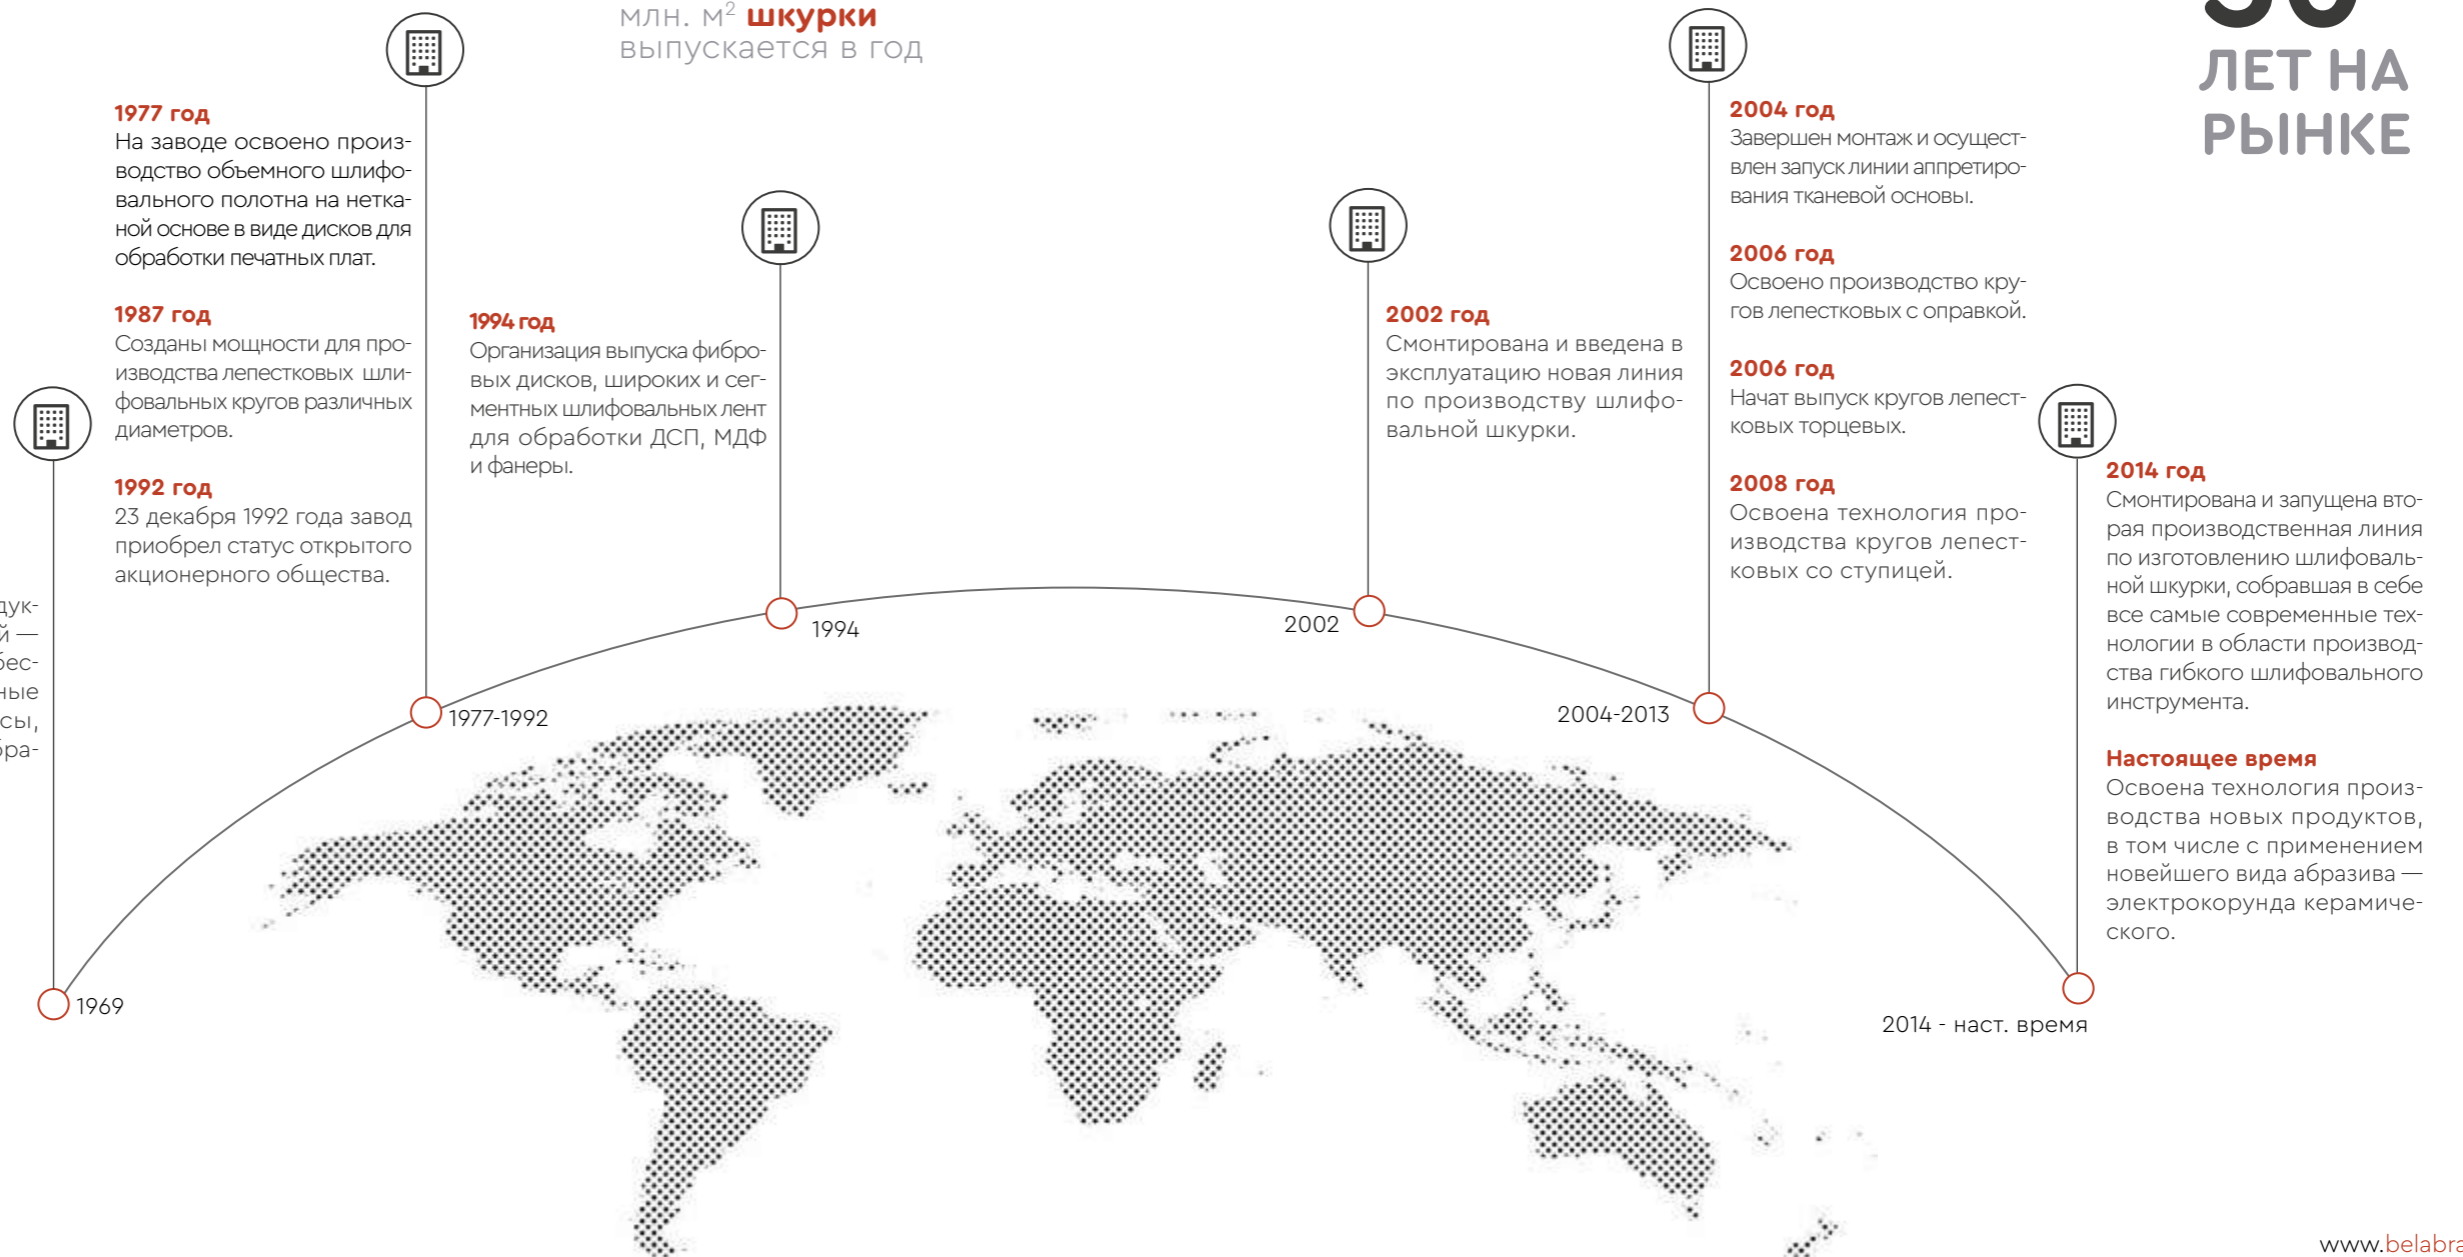 млн. м² шкурки
выпускается в год
ЛЕТ НА
РЫНКЕ
1977 год
На заводе освоено произ-
водство объемного шлифо-
вального полотна на нетка-
ной основе в виде дисков для
обработки печатных плат.
1987 год
Созданы мощности для про-
изводства лепестковых шли-
фовальных кругов различных
диаметров.
1992 год
23 декабря 1992 года завод
приобрел статус открытого
акционерного общества.
1994 год
Организация выпуска фибро-
вых дисков, широких и сег-
ментных шлифовальных лент
для обработки ДСП, МДФ
и фанеры.
2002 год
Смонтирована и введена в
эксплуатацию новая линия
по производству шлифо-
вальной шкурки.
2004 год
Завершен монтаж и осущест-
влен запуск линии аппретиро-
вания тканевой основы.
2006 год
Освоено производство кру-
гов лепестковых с оправкой.
2006 год
Начат выпуск кругов лепест-
ковых торцевых.
2008 год
Освоена технология про-
изводства кругов лепест-
ковых со ступицей.
2014 год
Смонтирована и запущена вто-
рая производственная линия
по изготовлению шлифоваль-
ной шкурки, собравшая в себе
все самые современные тех-
нологии в области производ-
ства гибкого шлифовального
инструмента.
Настоящее время
Освоена технология произ-
водства новых продуктов,
в том числе с применением
новейшего вида абразива —
электрокорунда керамиче-
ского.
1969
1977-1992
1994
2002
2004-2013
2014 - наст. время
www.belabra